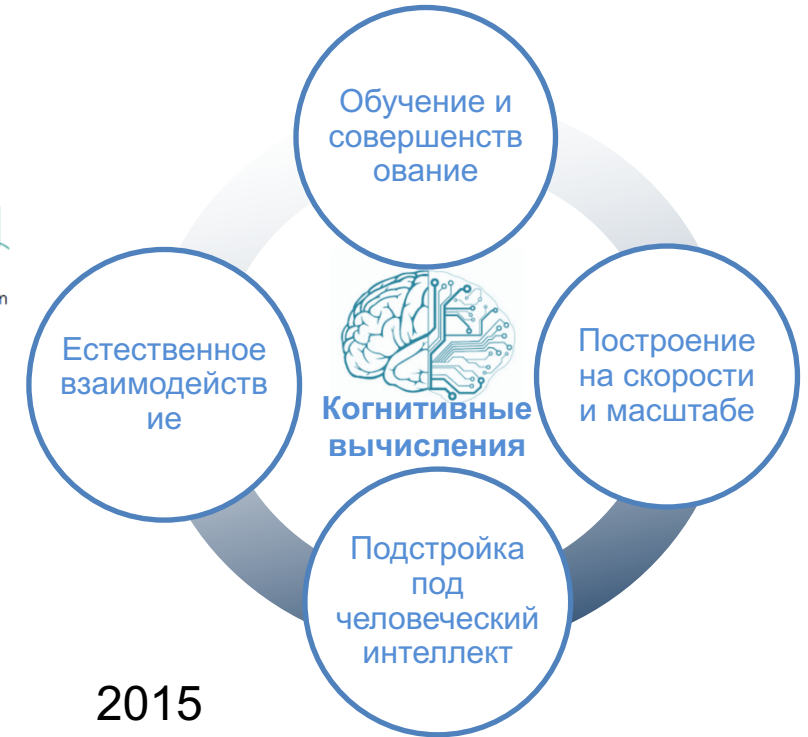 Обучение и
совершенств
ование
Естественное
взаимодейств
ие
Построение
на скорости
и масштабе
Когнитивные
вычисления
Подстройка
под
человеческий
интеллект
2015